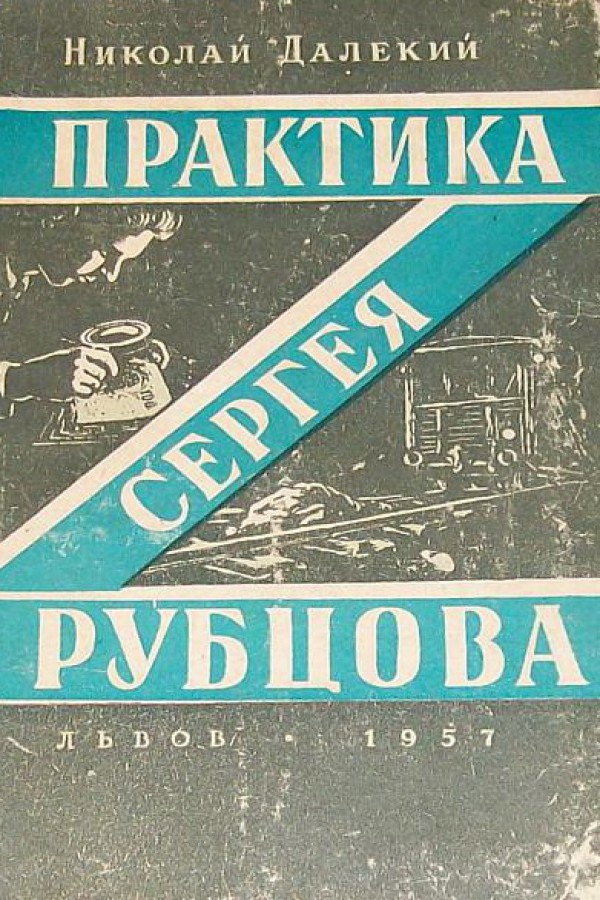 Николай Далекий
ПРАКТИКА
СЕРГЕЯ
РУБЦОВА
ЛЬВОВ • 1957